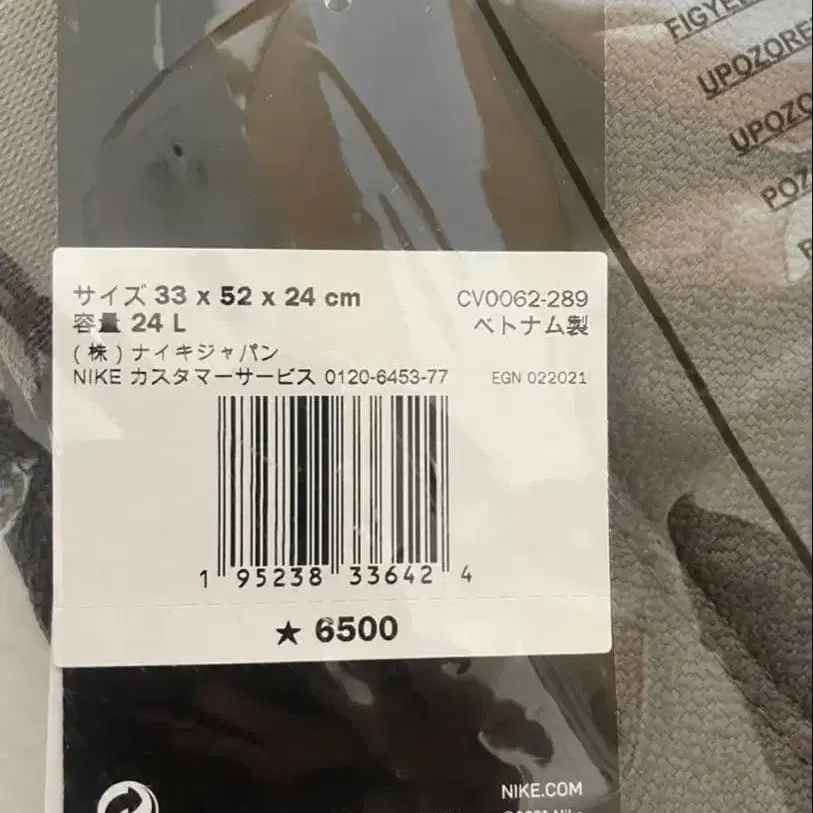 FIGYE
UPOZORE
UPOZO
POZ
サイズ 33 x 52 x 24 cm
CV0062-289
容量 24 L
ベトナム製
(株)ナイキジャパン
NIKE カスタマーサービス 0120-6453-77
EGN 022021
1 95238 33642 4
★ 6500
NIKE.COM